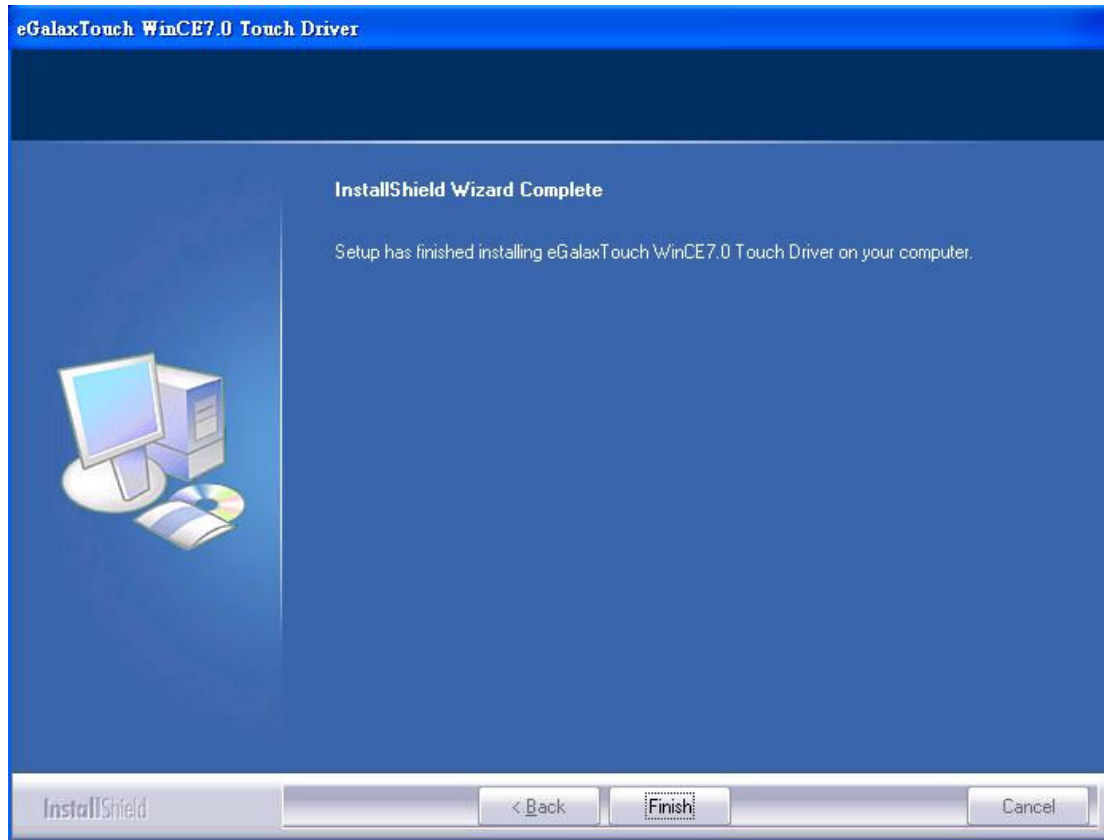 eGalaxTouch WinCE7.0 Touch Driver
InstallShield Wizard Complete
Setup has finished installing eGalaxTouch WinCE7.0 Touch Driver on your computer.
InstallShield
< Back
Finish
Cancel